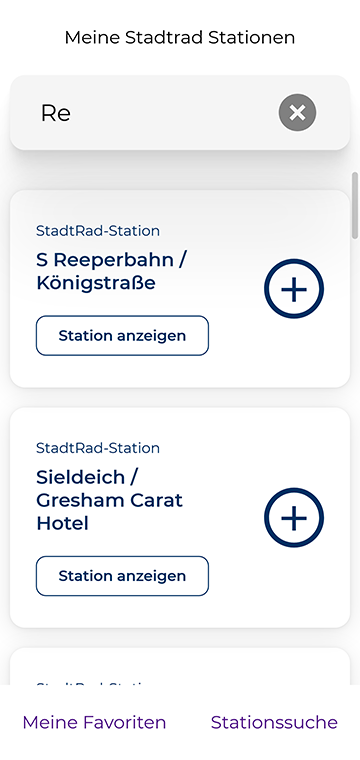 Meine Stadtrad Stationen
Re
StadtRad-Station
S Reeperbahn /
Königstraße
Station anzeigen
StadtRad-Station
Sieldeich /
Gresham Carat
Hotel
Station anzeigen
Meine Favoriten
Stationssuche